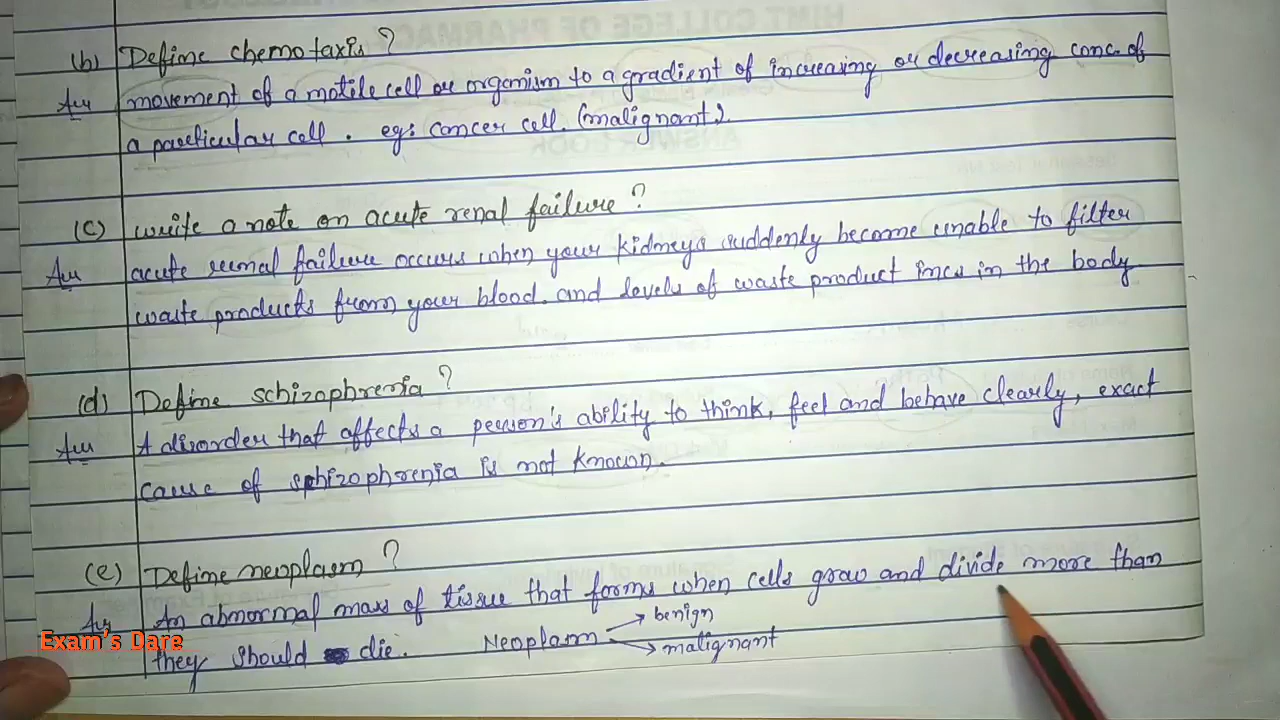 (b) Define chemotaxis?
Ans movement of a motile cell or organism to a gradient of increasing or decreasing conc. of
a particular cell. eg: cancer cell. (malignant).
(c) write a note on acute renal failure?
Ans acute reunal failure occurs when your kidneys suddenly become unable to filter
waste products from your blood. and levels of waste product incs in the body
(d) Define schizophrenia?
Ans A disorder that affects a person's ability to think, feel and behave clearly, exact
cause of schizophrenia is not known.
(e) Define neoplasm?
Ans An abnormal mass of tissue that forms when cells grow and divide more than
they should die. Neoplasm → benign
→ malignant
Exam's Dare